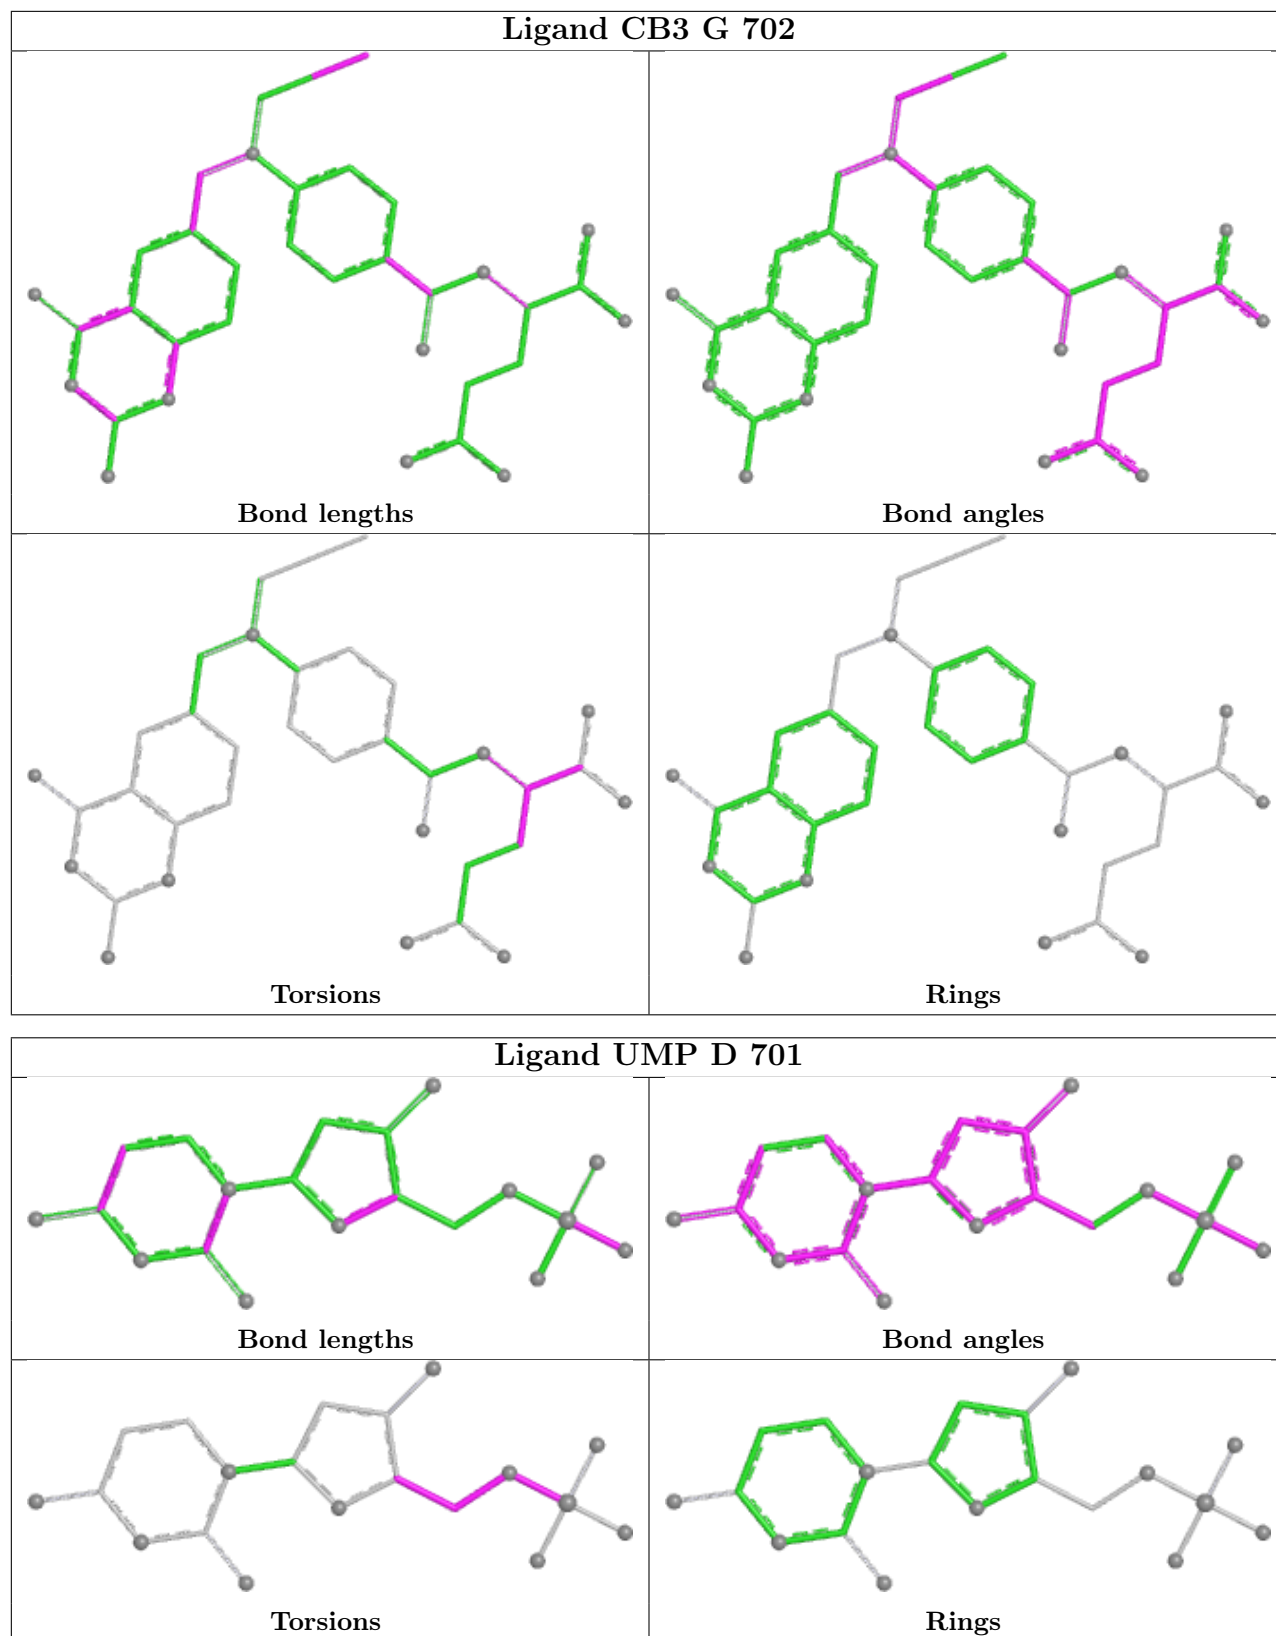 Ligand CB3 G 702
Bond lengths
Bond angles
Torsions
Rings
Ligand UMP D 701
Bond lengths
Bond angles
Torsions
Rings